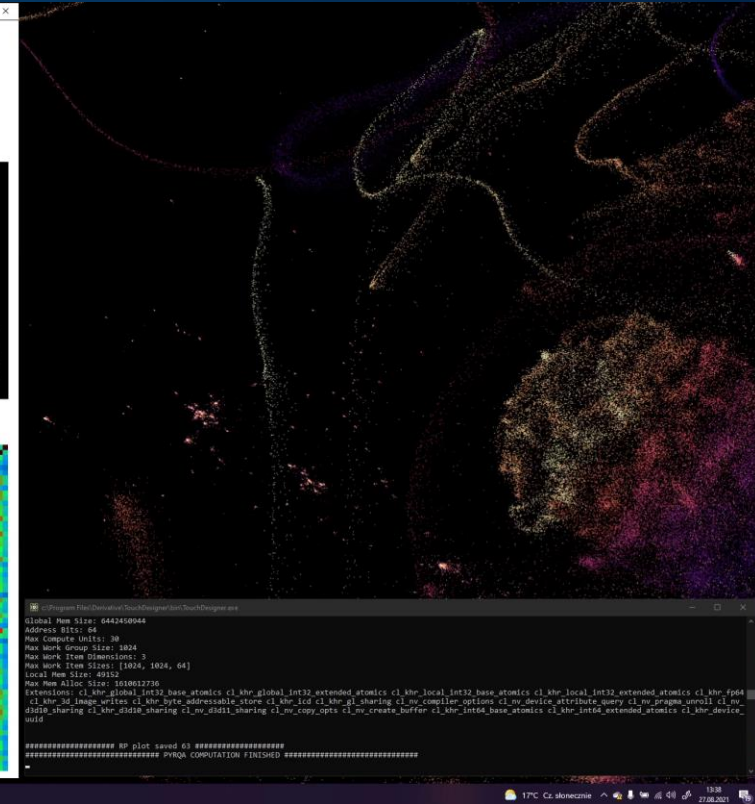 c:\Program Files\Derivative\TouchDesigner\bin\TouchDesigner.exe
Global Mem Size: 6442450944
Address Bits: 64
Max Compute Units: 30
Max Work Group Size: 1024
Max Work Item Dimensions: 3
Max Work Item Sizes: [1024, 1024, 64]
Local Mem Size: 49152
Max Mem Alloc Size: 1610612736
Extensions: cl_khr_global_int32_base_atomics cl_khr_global_int32_extended_atomics cl_khr_local_int32_base_atomics cl_khr_local_int32_extended_atomics cl_khr_fp64
cl_khr_3d_image_writes cl_khr_byte_addressable_store cl_khr_icd cl_khr_gl_sharing cl_nv_compiler_options cl_nv_device_attribute_query cl_nv_pragma_unroll cl_nv_
d3d10_sharing cl_khr_d3d10_sharing cl_nv_d3d11_sharing cl_nv_copy_opts cl_nv_create_buffer cl_khr_int64_base_atomics cl_khr_int64_extended_atomics cl_khr_device_
uuid
#################### RP plot saved 63 ####################
############################## PYRQA COMPUTATION FINISHED ##############################
17°C Cz. słonecznie
13:38
27.08.2021